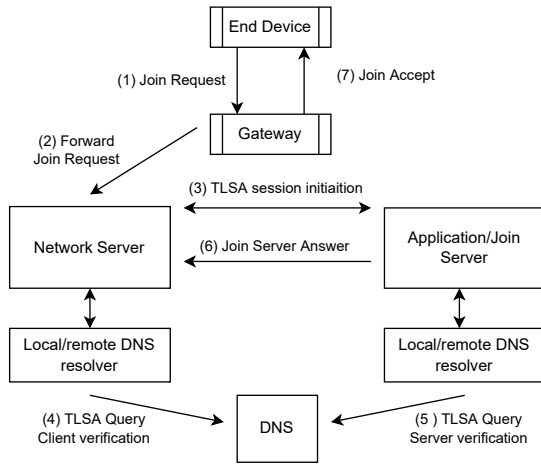 End Device
(1) Join Request
(7) Join Accept
Gateway
(2) Forward
Join Request
(3) TLSA session initiaition
Network Server
(6) Join Server Answer
Application/Join
Server
Local/remote DNS
resolver
Local/remote DNS
resolver
(4) TLSA Query
Client verification
DNS
(5 ) TLSA Query
Server verification